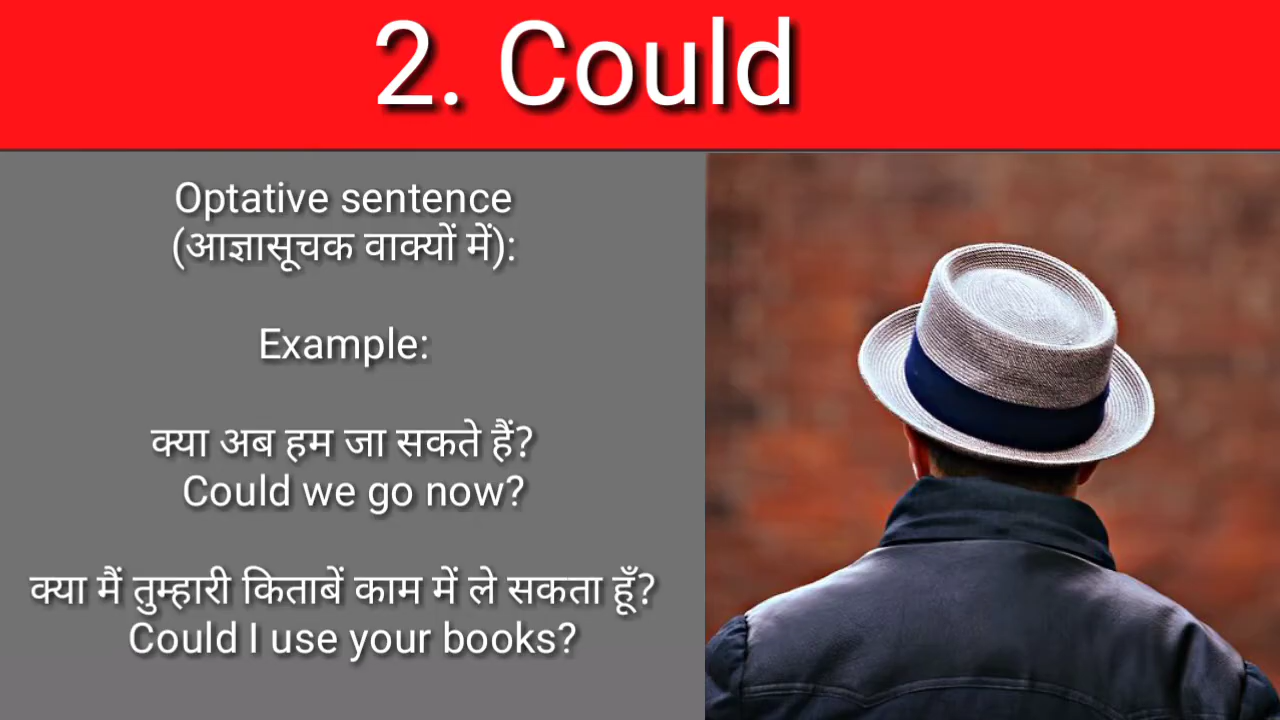 2. Could
Optative sentence
(आज्ञासूचक वाक्यों में):
Example:
क्या अब हम जा सकते हैं?
Could we go now?
क्या मैं तुम्हारी किताबें काम में ले सकता हूँ?
Could I use your books?